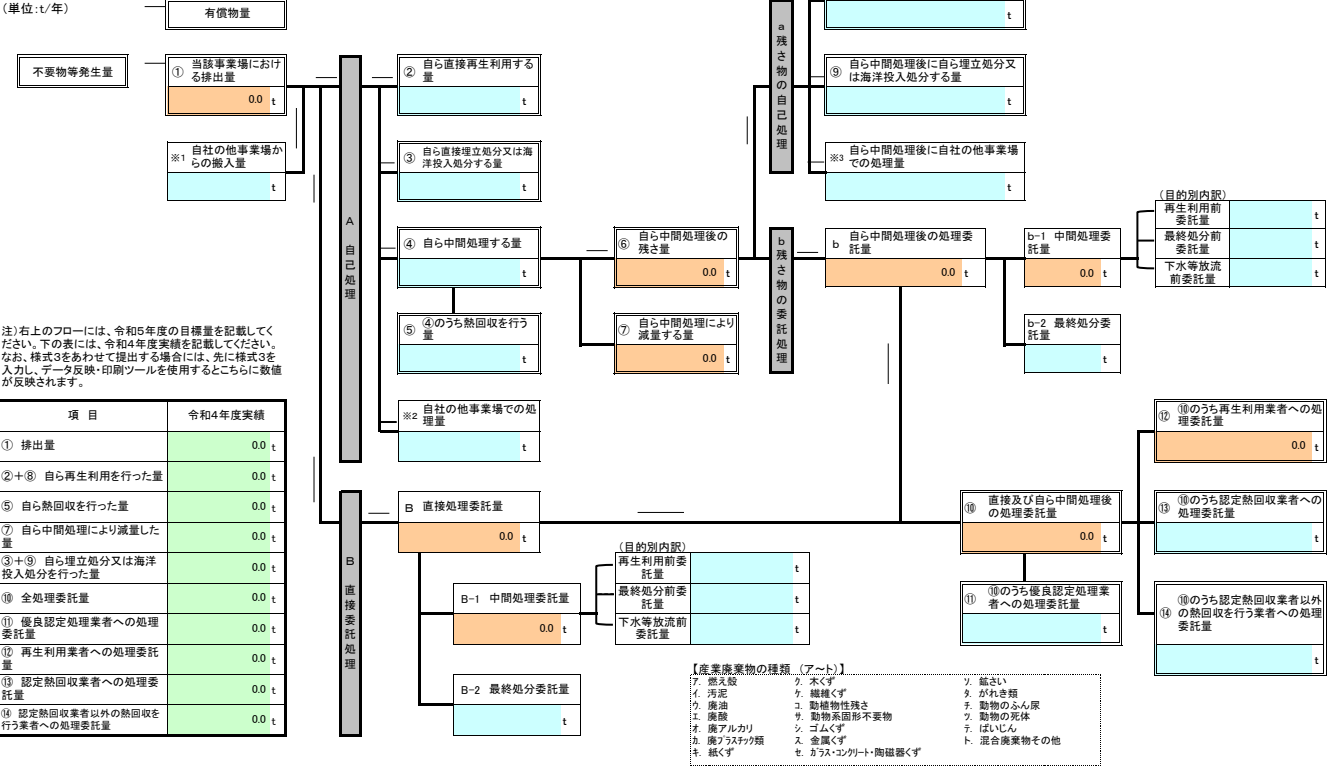 (単位:t/年)
有償物量
不要物等発生量
① 当該事業場におけ
る排出量
0.0 t
※1 自社の他事業場か
らの搬入量
t
A 自己処理
② 自ら直接再生利用する
量
t
③ 自ら直接埋立処分又は海
洋投入処分する量
t
④ 自ら中間処理する量
t
⑤ ④のうち熱回収を行う
量
t
※2 自社の他事業場での処
理量
t
⑥ 自ら中間処理後の
残さ量
0.0 t
⑦ 自ら中間処理により
減量する量
0.0 t
a 残さ物の自己処理
t
⑨ 自ら中間処理後に自ら埋立処分又
は海洋投入処分する量
t
※3 自ら中間処理後に自社の他事業場
での処理量
t
b 残さ物の委託処理
b 自ら中間処理後の処理委
託量
0.0 t
b-1 中間処理委
託量
0.0 t
(目的別内訳)
再生利用前
委託量 t
最終処分前
委託量 t
下水等放流
前委託量 t
b-2 最終処分委
託量
t
注)右上のフローには、令和5年度の目標量を記載してく
ださい。下の表には、令和4年度実績を記載してください。
なお、様式3をあわせて提出する場合には、先に様式3を
入力し、データ反映・印刷ツールを使用するとこちらに数値
が反映されます。
項 目 令和4年度実績
① 排出量 0.0 t
②+⑧ 自ら再生利用を行った量 0.0 t
⑤ 自ら熱回収を行った量 0.0 t
⑦ 自ら中間処理により減量した
量 0.0 t
③+⑨ 自ら埋立処分又は海洋
投入処分を行った量 0.0 t
⑩ 全処理委託量 0.0 t
⑪ 優良認定処理業者への処理
委託量 0.0 t
⑫ 再生利用業者への処理委託
量 0.0 t
⑬ 認定熱回収業者への処理委
託量 0.0 t
⑭ 認定熱回収業者以外の熱回収を
行う業者への処理委託量 0.0 t
B 直接委託処理
B 直接処理委託量
0.0 t
B-1 中間処理委託量
0.0 t
(目的別内訳)
再生利用前委
託量 t
最終処分前委
託量 t
下水等放流前
委託量 t
B-2 最終処分委託量
t
⑩ 直接及び自ら中間処理後
の処理委託量
0.0 t
⑪ ⑩のうち優良認定処理業
者への処理委託量
t
⑫ ⑩のうち再生利用業者への処
理委託量
0.0 t
⑬ ⑩のうち認定熱回収業者への
処理委託量
t
⑭ ⑩のうち認定熱回収業者以外
の熱回収を行う業者への処理
委託量
t
【産業廃棄物の種類 (ア~ト)】
ア. 燃え殻
イ. 汚泥
ウ. 廃油
エ. 廃酸
オ. 廃アルカリ
カ. 廃プラスチック類
キ. 紙くず
ク. 木くず
ケ. 繊維くず
コ. 動植物性残さ
サ. 動物系固形不要物
シ. ゴムくず
ス. 金属くず
セ. ガラス・コンクリート・陶磁器くず
ソ. 鉱さい
タ. がれき類
チ. 動物のふん尿
ツ. 動物の死体
テ. ばいじん
ト. 混合廃棄物その他